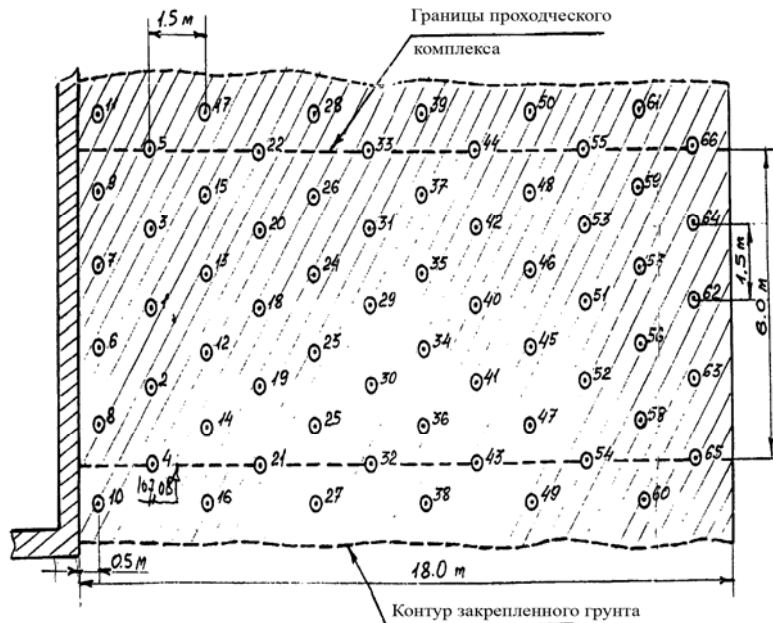 1.5 м
Границы проходческого
комплекса
11 17 28 39 50 61
5 22 33 44 55 66
9 15 26 37 48 59
3 20 31 42 53 64
7 13 24 35 46 57
1 18 29 40 51 62
1.5 м
6.0 м
6 12 23 34 45 56
2 19 30 41 52 63
8 14 25 36 47 58
4 21 32 43 54 65
10 16 27 38 49 60
0.5 м
18.0 m
Контур закрепленного грунта